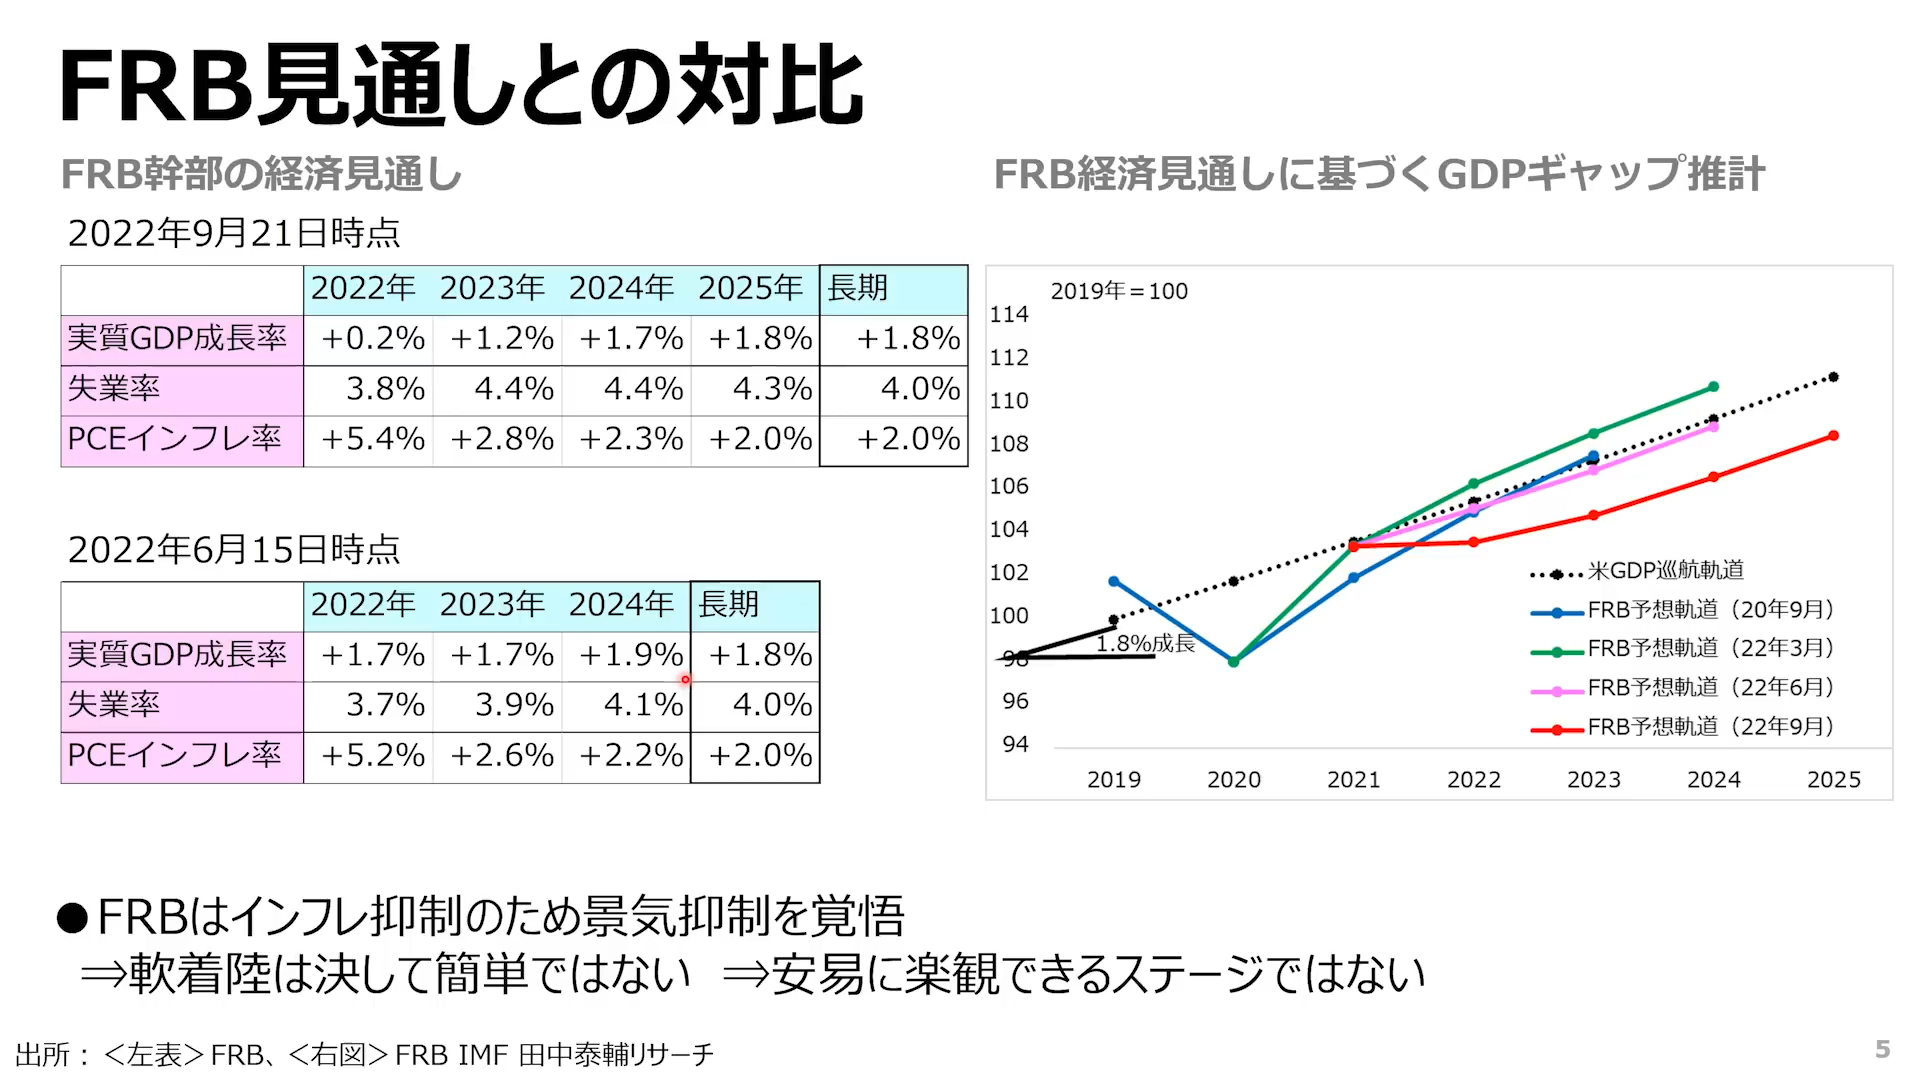 FRB見通しとの対比
FRB幹部の経済見通し
2022年9月21日時点
2022年 2023年 2024年 2025年 長期
実質GDP成長率 +0.2% +1.2% +1.7% +1.8% +1.8%
失業率 3.8% 4.4% 4.4% 4.3% 4.0%
PCEインフレ率 +5.4% +2.8% +2.3% +2.0% +2.0%
2022年6月15日時点
2022年 2023年 2024年 長期
実質GDP成長率 +1.7% +1.7% +1.9% +1.8%
失業率 3.7% 3.9% 4.1% 4.0%
PCEインフレ率 +5.2% +2.6% +2.2% +2.0%
FRB経済見通しに基づくGDPギャップ推計
2019年＝100
114
112
110
108
106
104
102
100
98
96
94
1.8%成長
米GDP巡航軌道
FRB予想軌道（20年9月）
FRB予想軌道（22年3月）
FRB予想軌道（22年6月）
FRB予想軌道（22年9月）
2019 2020 2021 2022 2023 2024 2025
●FRBはインフレ抑制のため景気抑制を覚悟
⇒軟着陸は決して簡単ではない ⇒安易に楽観できるステージではない
出所：＜左表＞FRB、＜右図＞FRB IMF 田中泰輔リサーチ
5